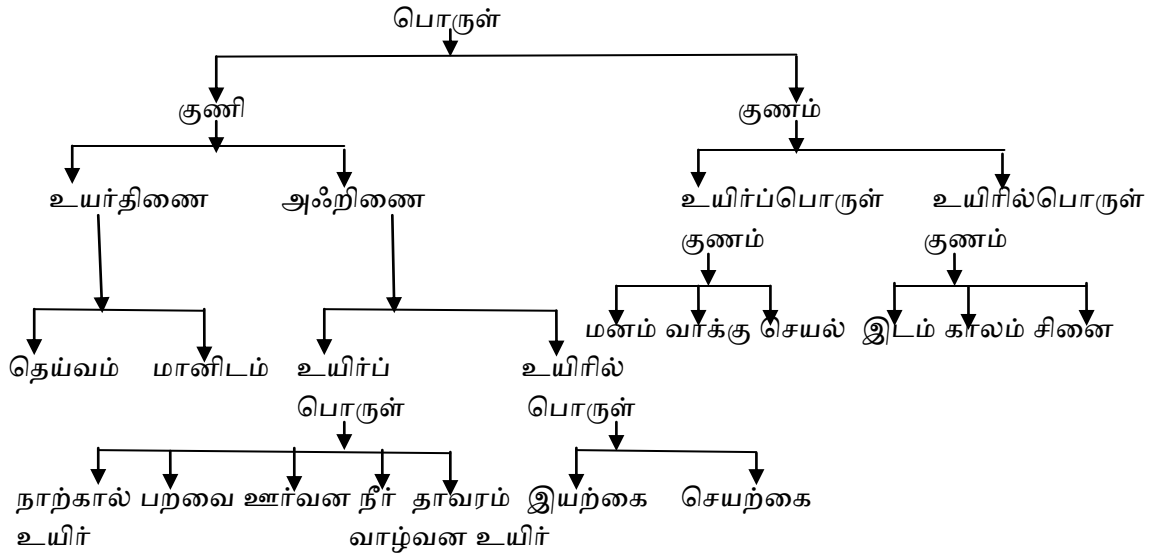 பொருள்
குணி குணம்
உயர்திணை அஃறிணை உயிர்ப்பொருள் உயிரில்பொருள்
குணம் குணம்
மனம் வாக்கு செயல் இடம் காலம் சினை
தெய்வம் மானிடம் உயிர்ப் உயிரில்
பொருள் பொருள்
நாற்கால் பறவை ஊர்வன நீர் தாவரம் இயற்கை செயற்கை
உயிர் வாழ்வன உயிர்